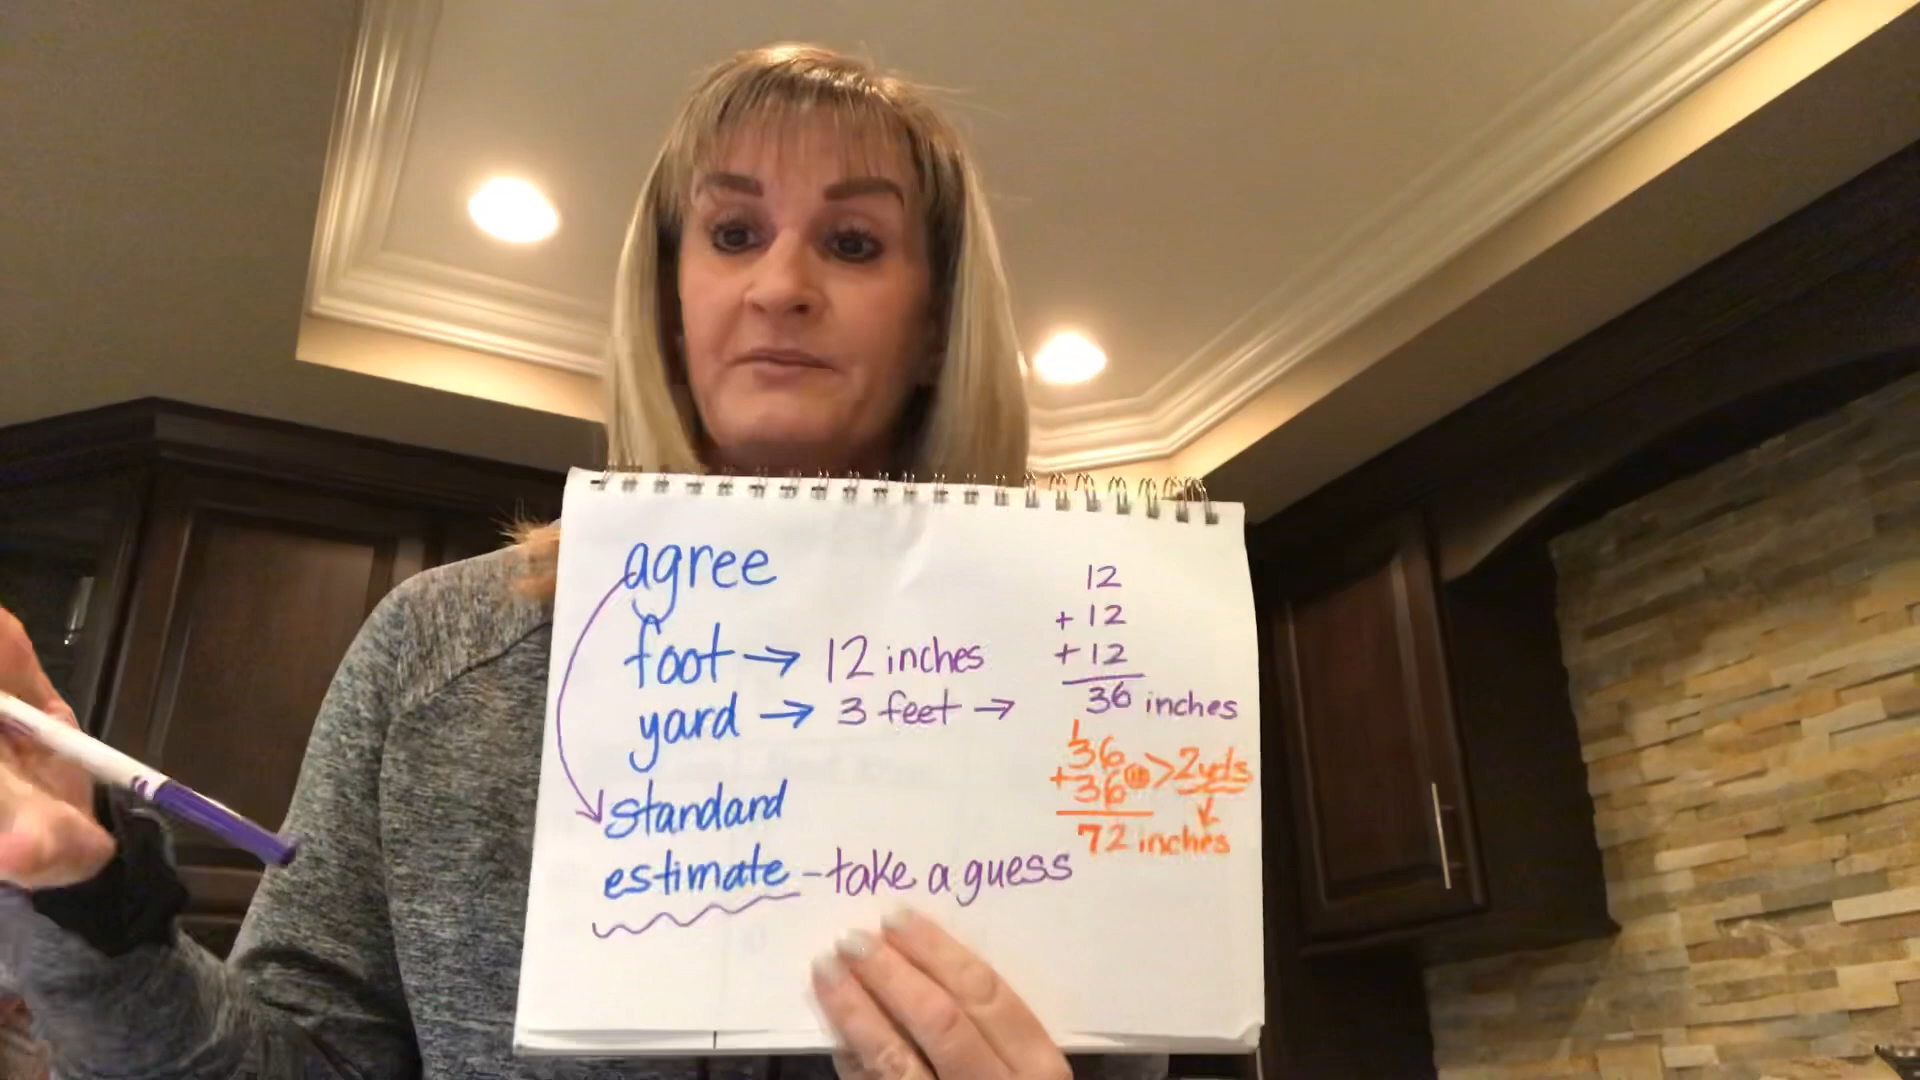 agree
foot → 12 inches
yard → 3 feet →
standard
estimate - take a guess
12
+ 12
+ 12
36 inches
1
36
+ 36 > 2 yds
72 inches